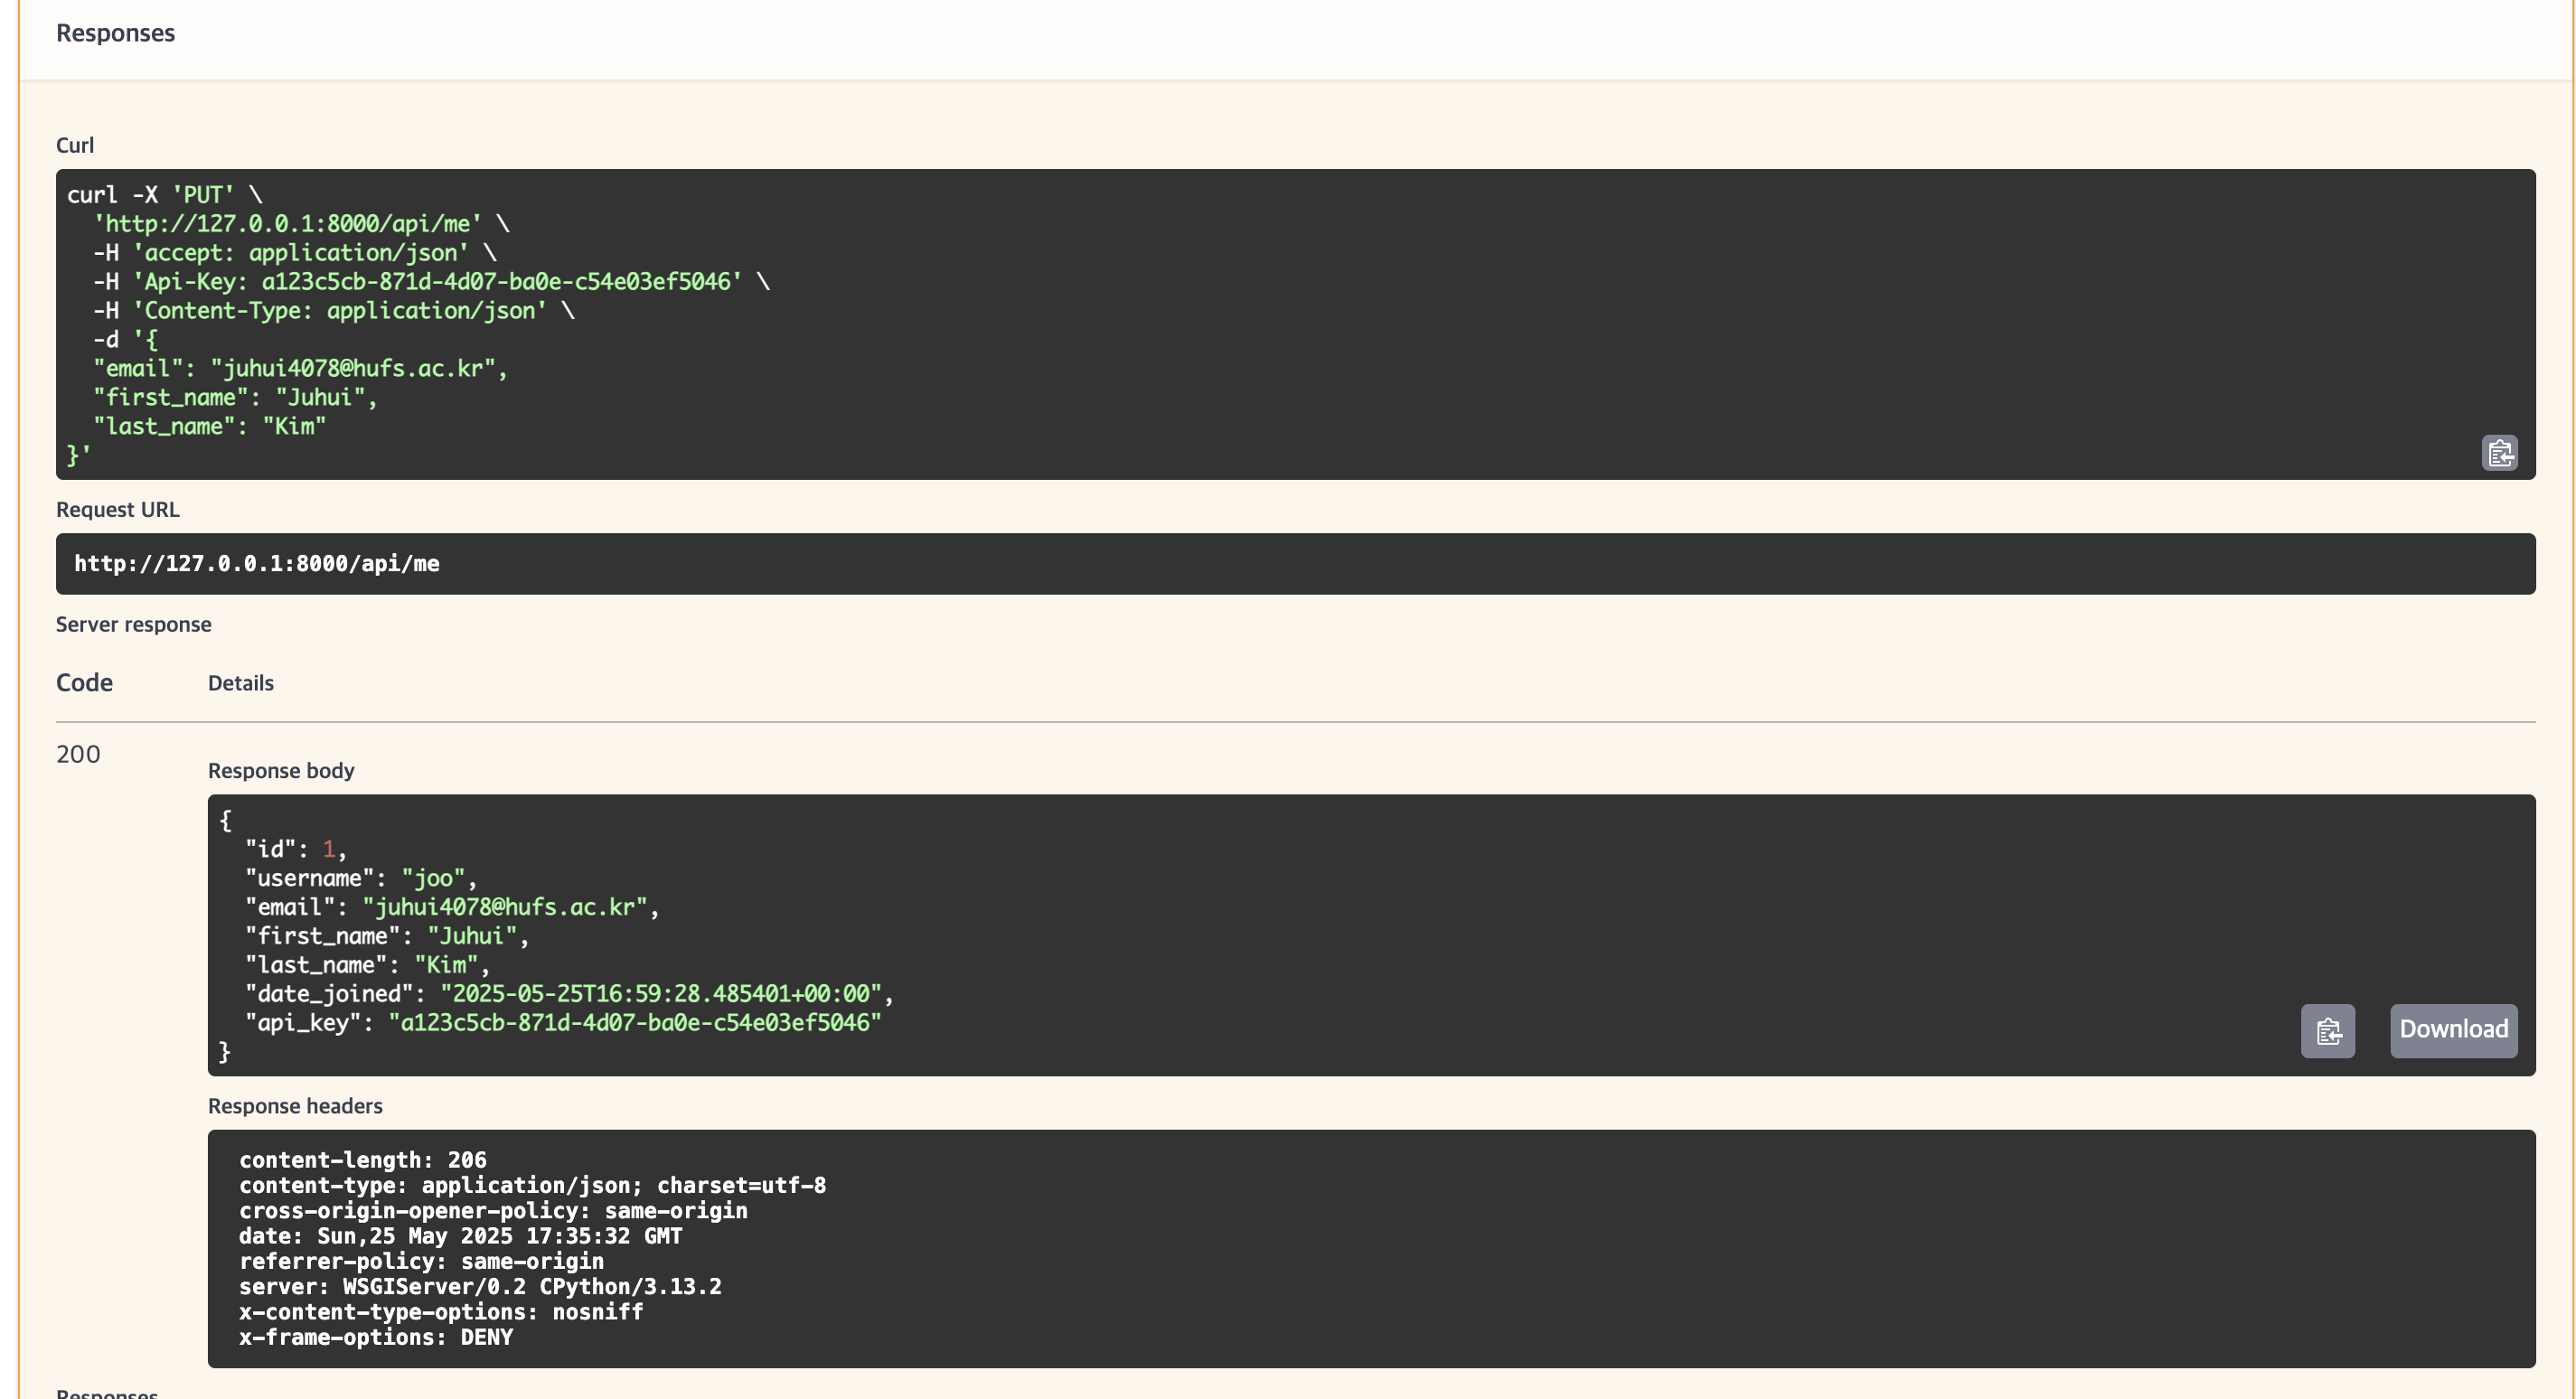 Responses
Curl
curl -X 'PUT' \
  'http://127.0.0.1:8000/api/me' \
  -H 'accept: application/json' \
  -H 'Api-Key: a123c5cb-871d-4d07-ba0e-c54e03ef5046' \
  -H 'Content-Type: application/json' \
  -d '{
  "email": "juhui4078@hufs.ac.kr",
  "first_name": "Juhui",
  "last_name": "Kim"
}'
Request URL
http://127.0.0.1:8000/api/me
Server response
Code Details
200
Response body
{
  "id": 1,
  "username": "joo",
  "email": "juhui4078@hufs.ac.kr",
  "first_name": "Juhui",
  "last_name": "Kim",
  "date_joined": "2025-05-25T16:59:28.485401+00:00",
  "api_key": "a123c5cb-871d-4d07-ba0e-c54e03ef5046"
}
Download
Response headers
content-length: 206
content-type: application/json; charset=utf-8
cross-origin-opener-policy: same-origin
date: Sun,25 May 2025 17:35:32 GMT
referrer-policy: same-origin
server: WSGIServer/0.2 CPython/3.13.2
x-content-type-options: nosniff
x-frame-options: DENY
Responses